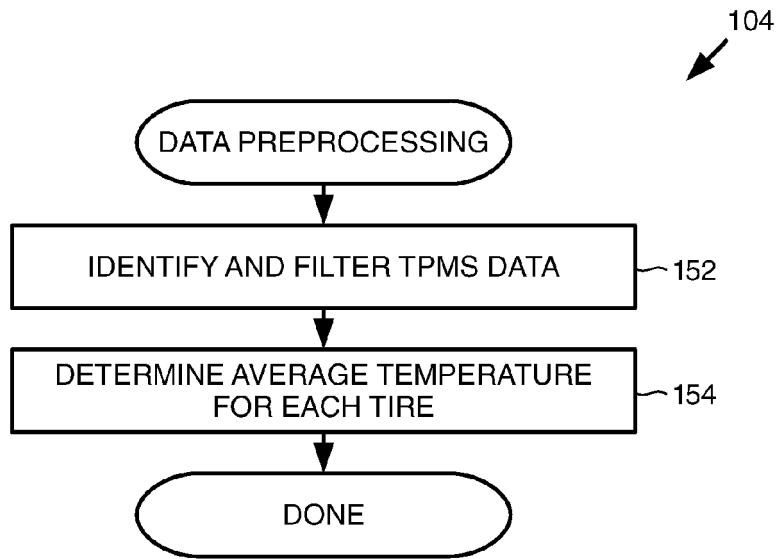 104
DATA PREPROCESSING
IDENTIFY AND FILTER TPMS DATA
152
DETERMINE AVERAGE TEMPERATURE
FOR EACH TIRE
154
DONE